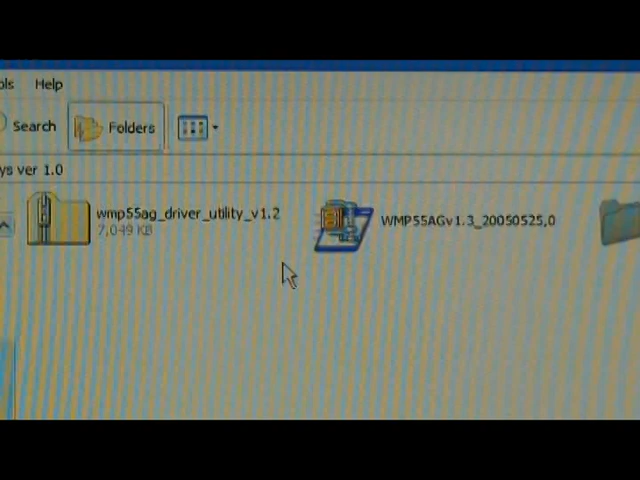 ols Help
Search Folders
ys ver 1.0
wmp55ag_driver_utility_v1.2
7,049 KB
WMP55AGv1.3_20050525,0